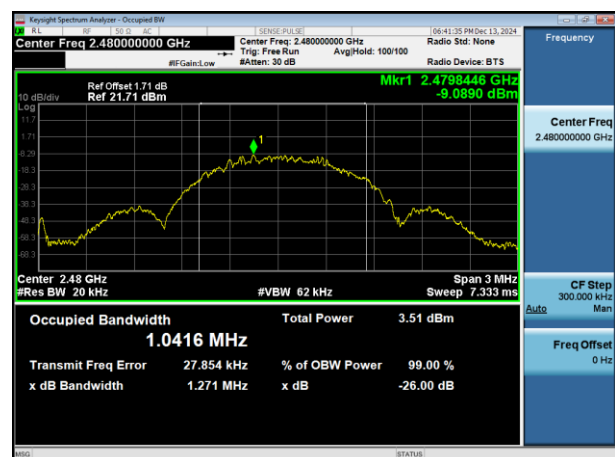 Keysight Spectrum Analyzer - Occupied BW
RL RF 50 Ω AC SENSE:PULSE 06:41:35 PM Dec 13, 2024
Center Freq 2.480000000 GHz Center Freq: 2.480000000 GHz Radio Std: None
Trig: Free Run Avg|Hold: 100/100
#IFGain:Low #Atten: 30 dB Radio Device: BTS
Frequency
Ref Offset 1.71 dB Mkr1 2.4798446 GHz
10 dB/div Ref 21.71 dBm -9.0890 dBm
Log
11.7
1.71
-8.29
-18.3
-28.3
-38.3
-48.3
-58.3
-68.3
1
Center 2.48 GHz Span 3 MHz
#Res BW 20 kHz #VBW 62 kHz Sweep 7.333 ms
Center Freq
2.480000000 GHz
CF Step
300.000 kHz
Auto Man
Freq Offset
0 Hz
Occupied Bandwidth Total Power 3.51 dBm
1.0416 MHz
Transmit Freq Error 27.854 kHz % of OBW Power 99.00 %
x dB Bandwidth 1.271 MHz x dB -26.00 dB
MSG STATUS